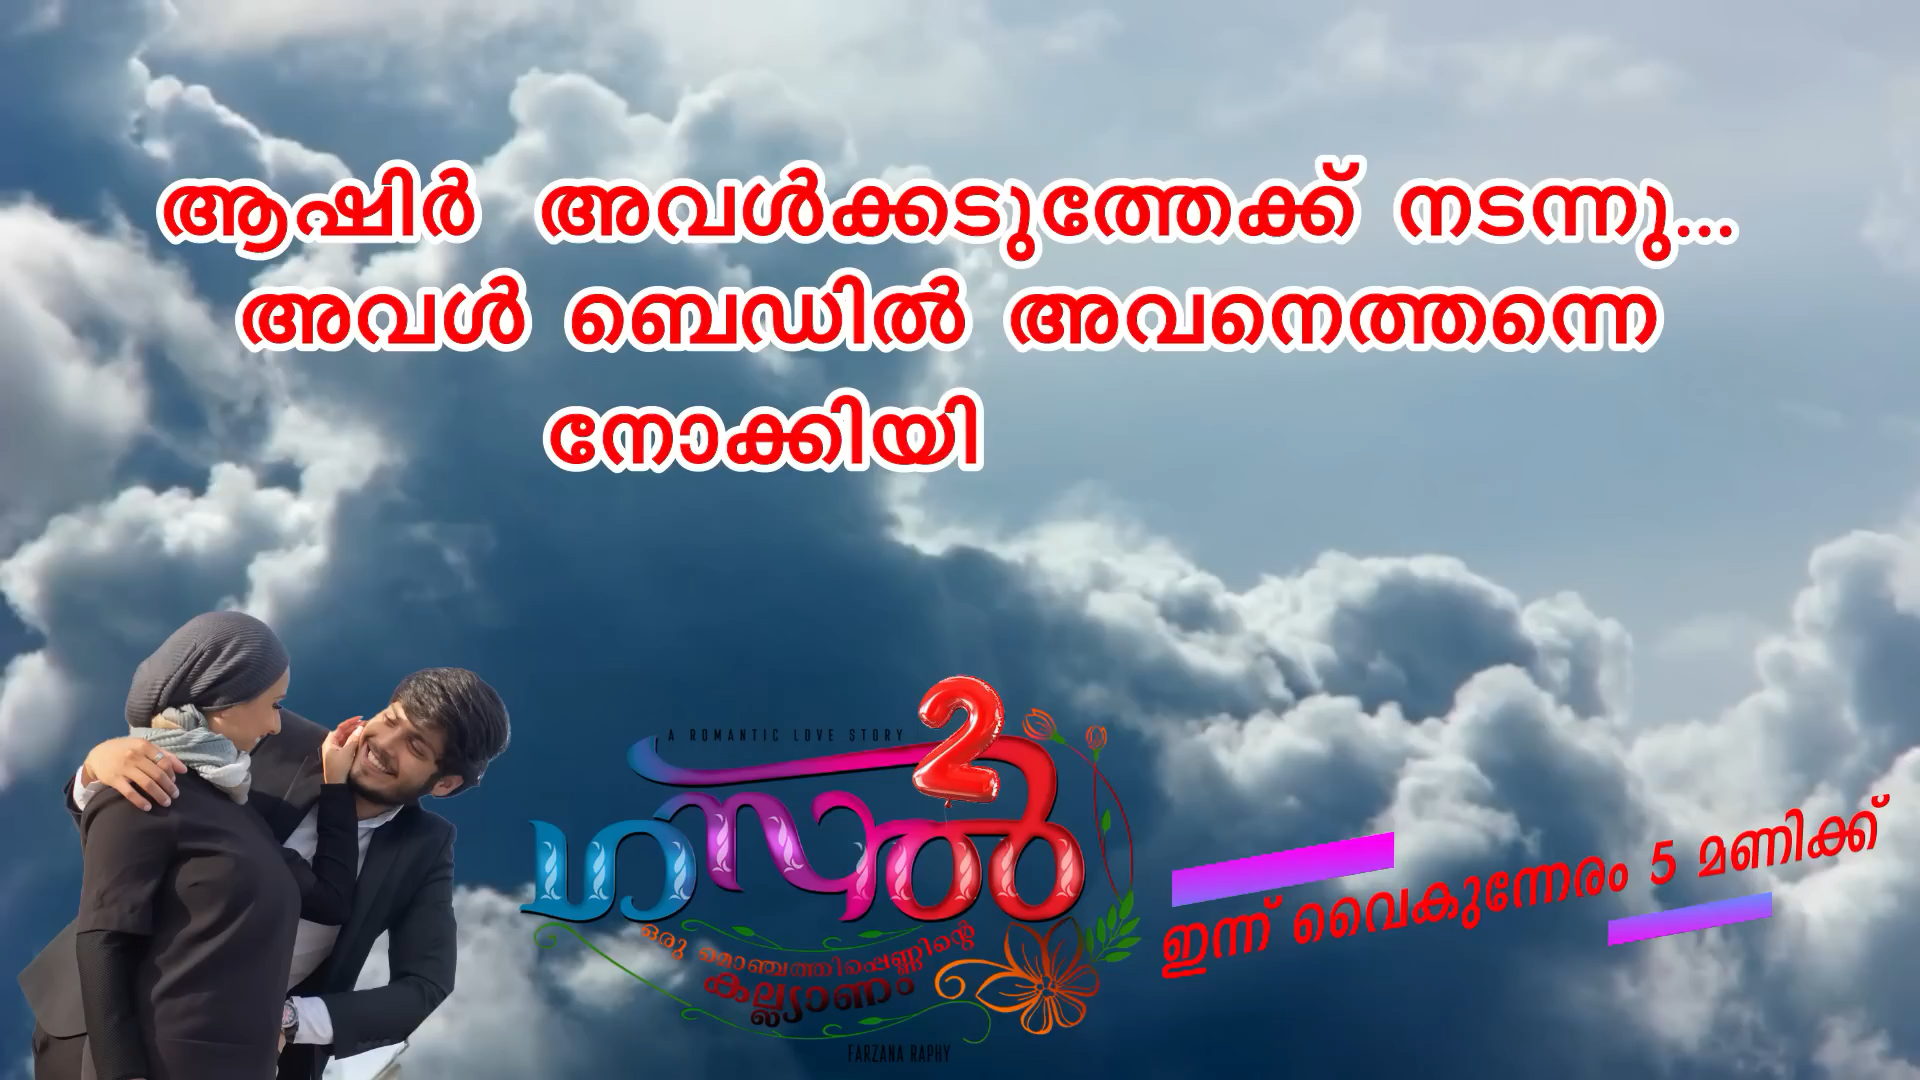 ആഷിർ അവൾക്കടുത്തേക്ക് നടന്നു...
അവൾ ബെഡിൽ അവനെത്തന്നെ
നോക്കിയി
A ROMANTIC LOVE STORY
2
ഗസൽ
ഒരു മൊഞ്ചത്തിപ്പെണ്ണിന്റെ
കല്ല്യാണം
FARZANA RAPHY
ഇന്ന് വൈകുന്നേരം 5 മണിക്ക്